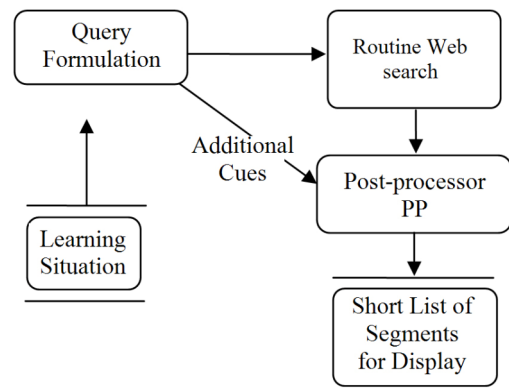 Query
Formulation
Routine Web
search
Additional
Cues
Post-processor
PP
Learning
Situation
Short List of
Segments
for Display